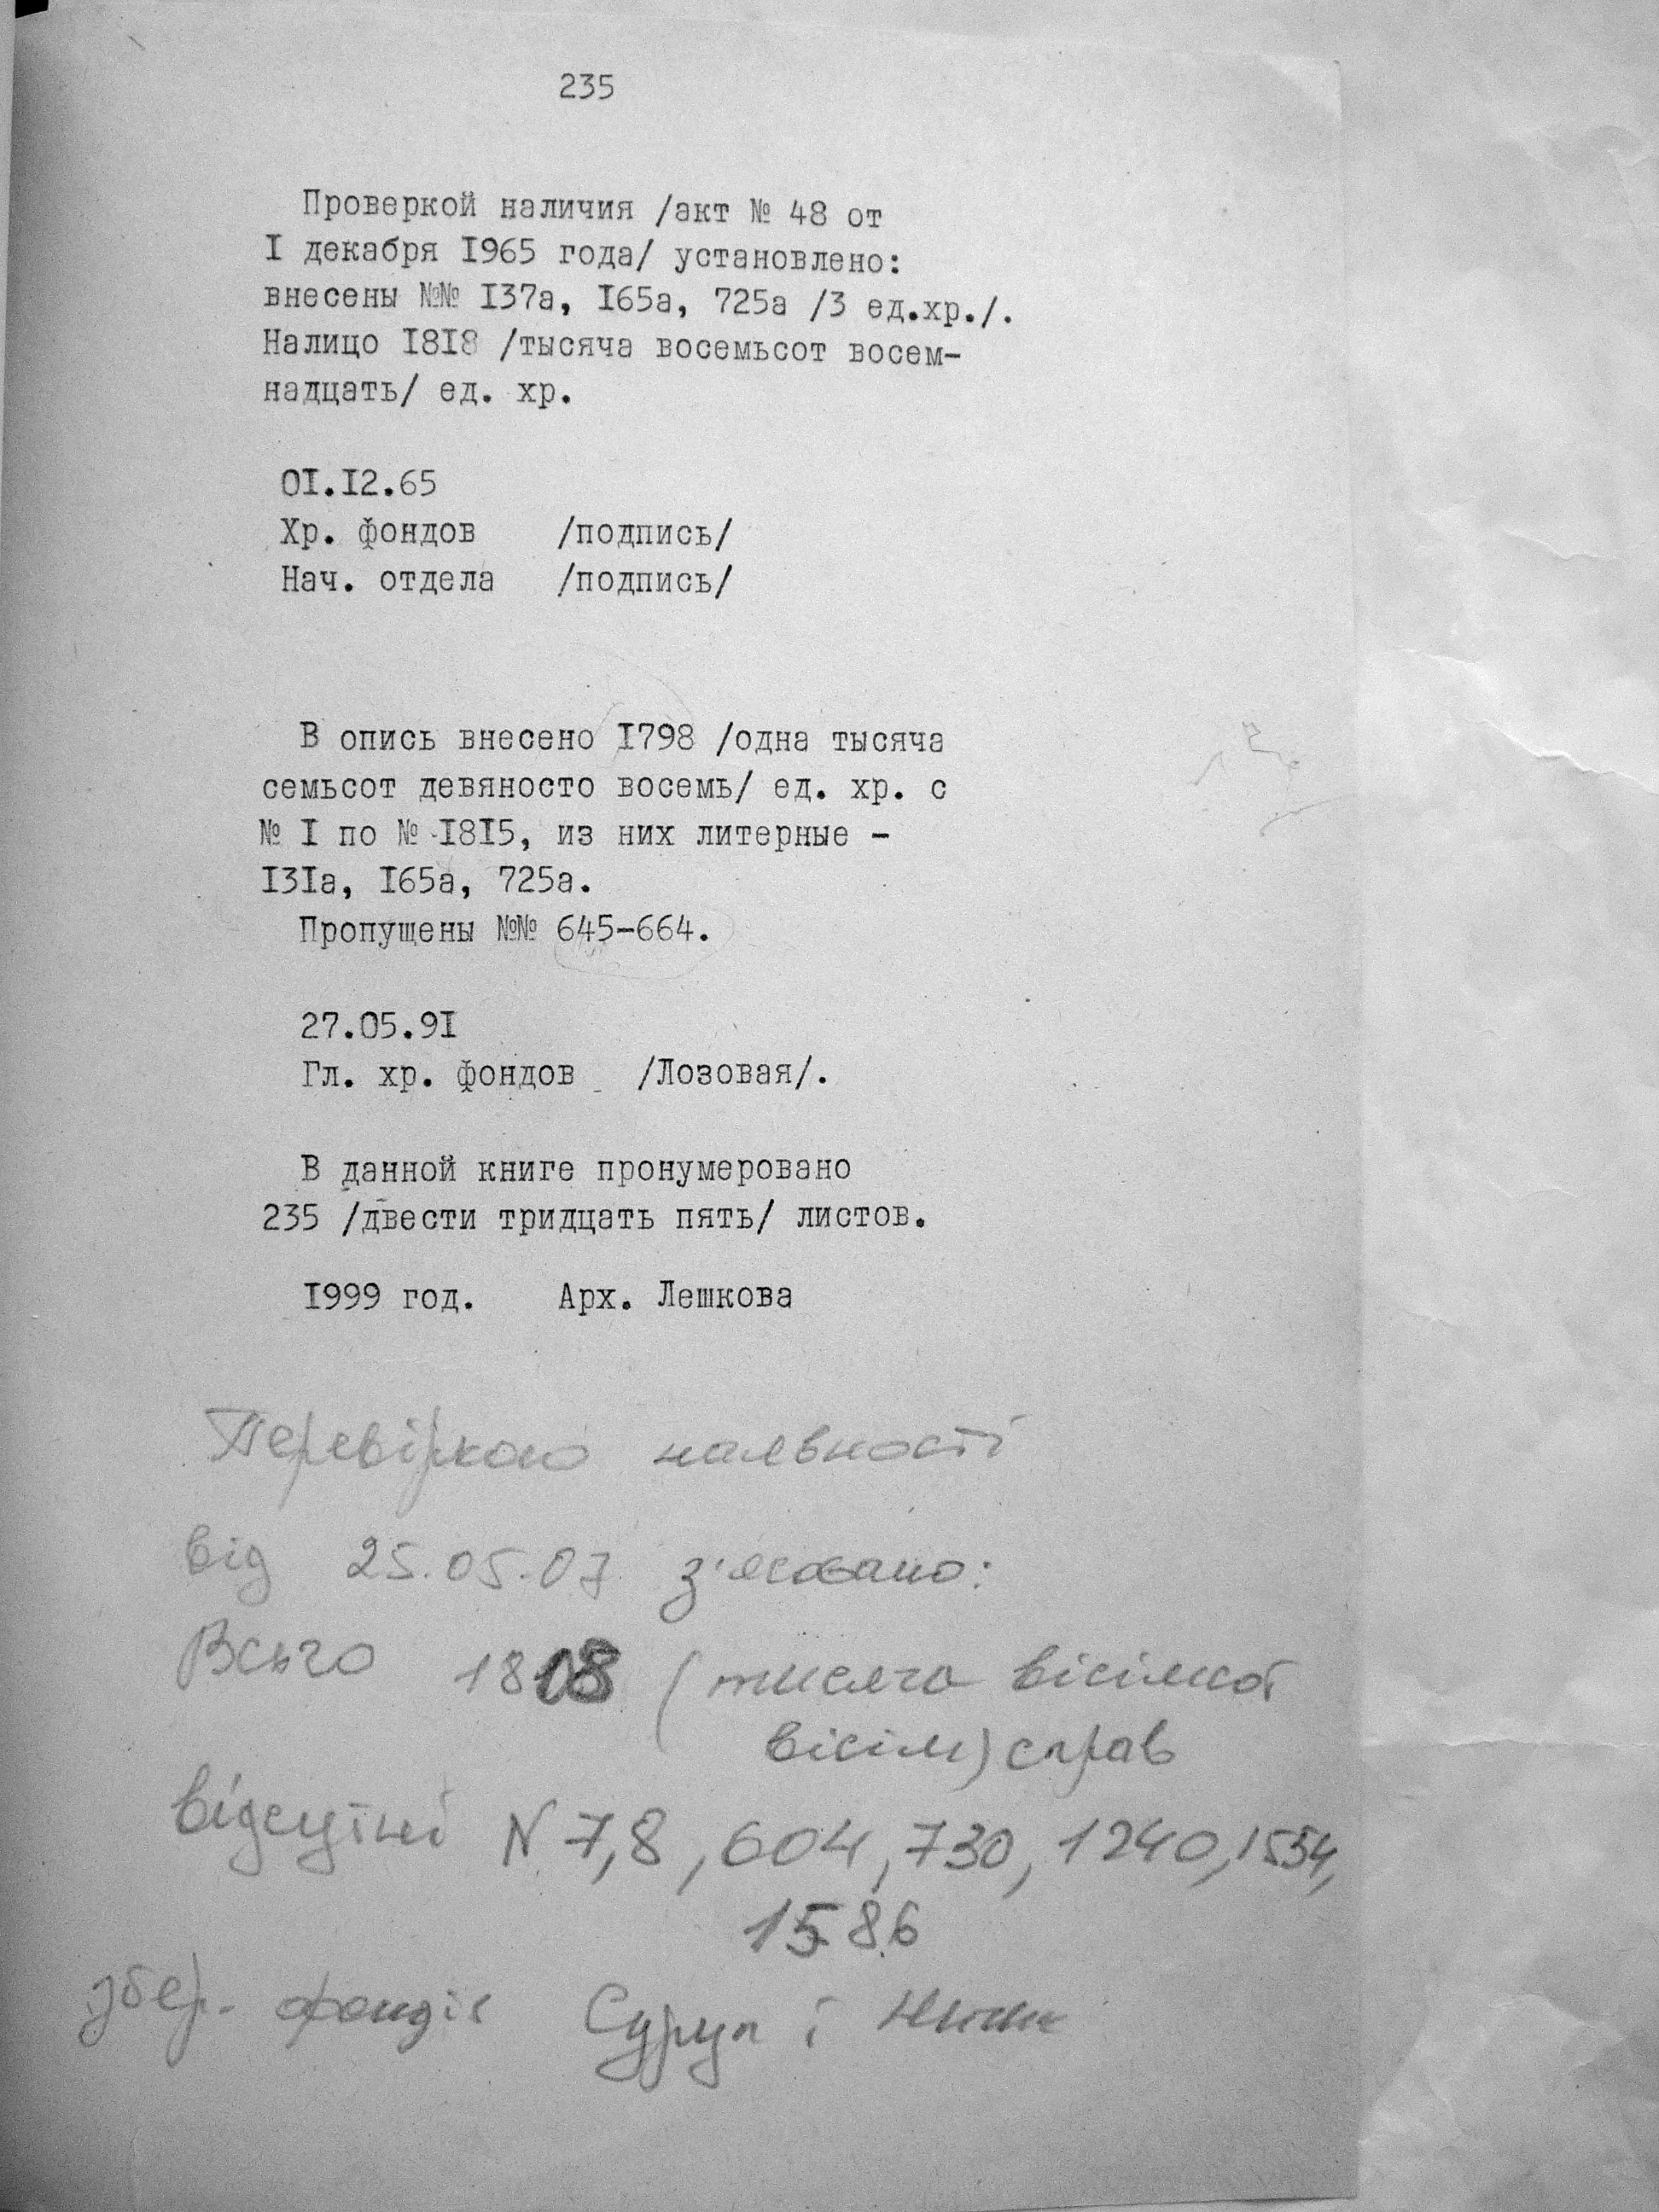 235
Проверкой наличия /акт № 48 от
I декабря I965 года/ установлено:
внесены №№ I37а, I65а, 725а /3 ед.хр./.
Налицо I8I8 /тысяча восемьсот восем-
надцать/ ед. хр.
0I.I2.65
Хр. фондов /подпись/
Нач. отдела /подпись/
В опись внесено I798 /одна тысяча
семьсот девяносто восемь/ ед. хр. с
№ I по № I8I5, из них литерные -
I3Iа, I65а, 725а.
Пропущены №№ 645-664.
27.05.9I
Гл. хр. фондов /Лозовая/.
В данной книге пронумеровано
235 /двести тридцать пять/ листов.
I999 год. Арх. Лешкова
Перевіркою наявності
від 25.05.07 з'ясовано:
Всього 1808 (тисяча вісімсот
вісім) справ
відсутні N 7,8, 604, 730, 1240, 1554,
1586
збер. фондів